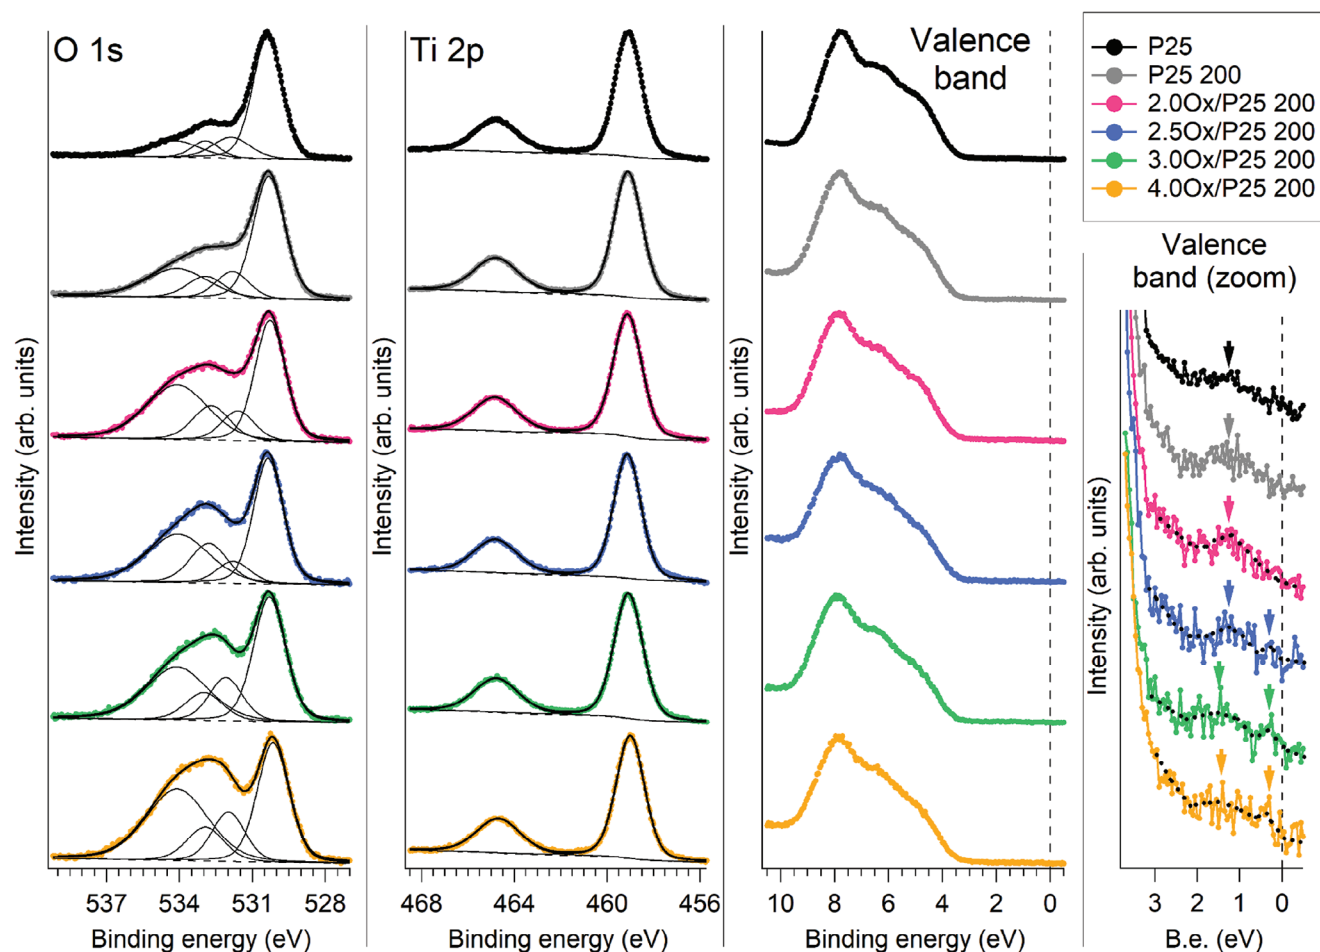 O 1s
Intensity (arb. units)
537
534
531
528
Binding energy (eV)
Ti 2p
Intensity (arb. units)
468
464
460
456
Binding energy (eV)
Valence
band
Intensity (arb. units)
10
8
6
4
2
0
Binding energy (eV)
P25
P25 200
2.0Ox/P25 200
2.5Ox/P25 200
3.0Ox/P25 200
4.0Ox/P25 200
Valence
band (zoom)
Intensity (arb. units)
3
2
1
0
B.e. (eV)